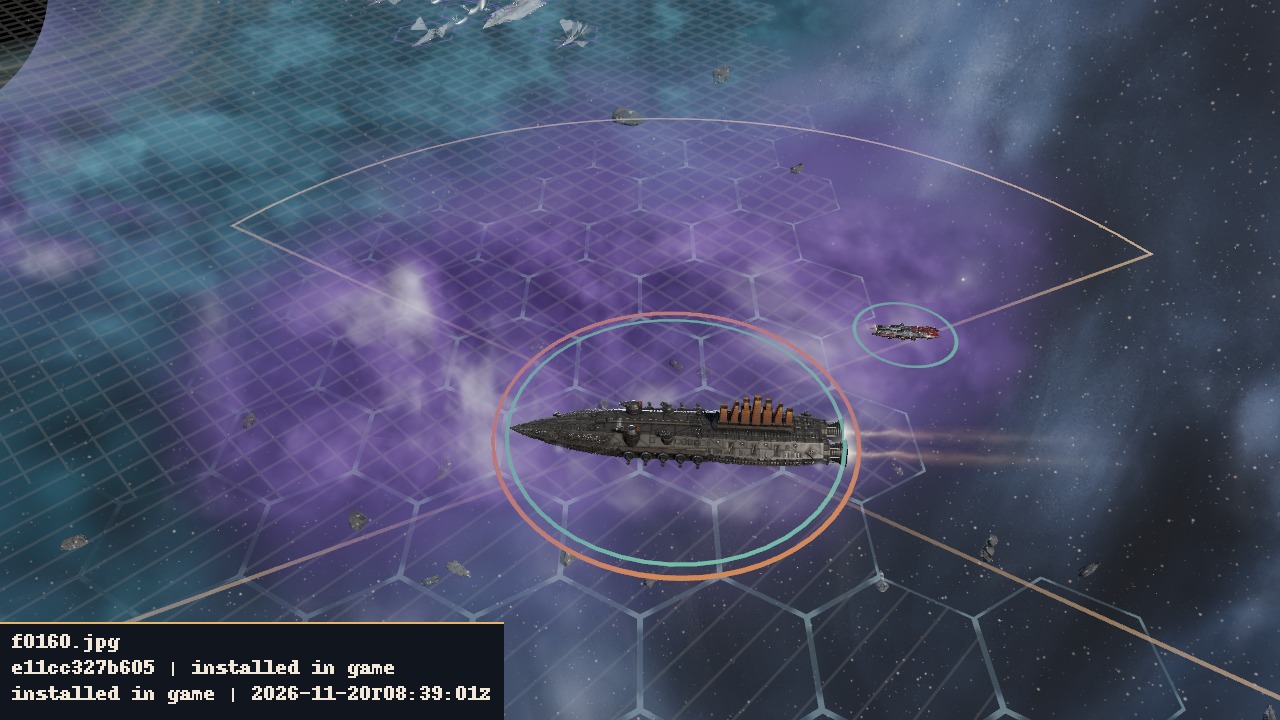 f0160.jpg
e11cc327b605 | installed in game
installed in game | 2026-11-20T08:39:01Z